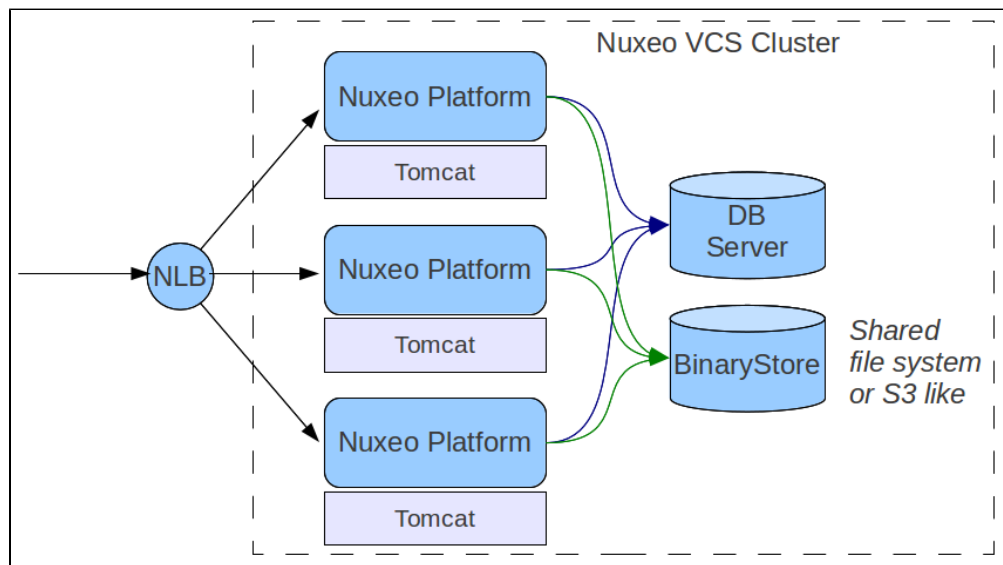 Nuxeo VCS Cluster
Nuxeo Platform
Tomcat
NLB
Nuxeo Platform
Tomcat
Nuxeo Platform
Tomcat
DB
Server
BinaryStore
Shared
file system
or S3 like